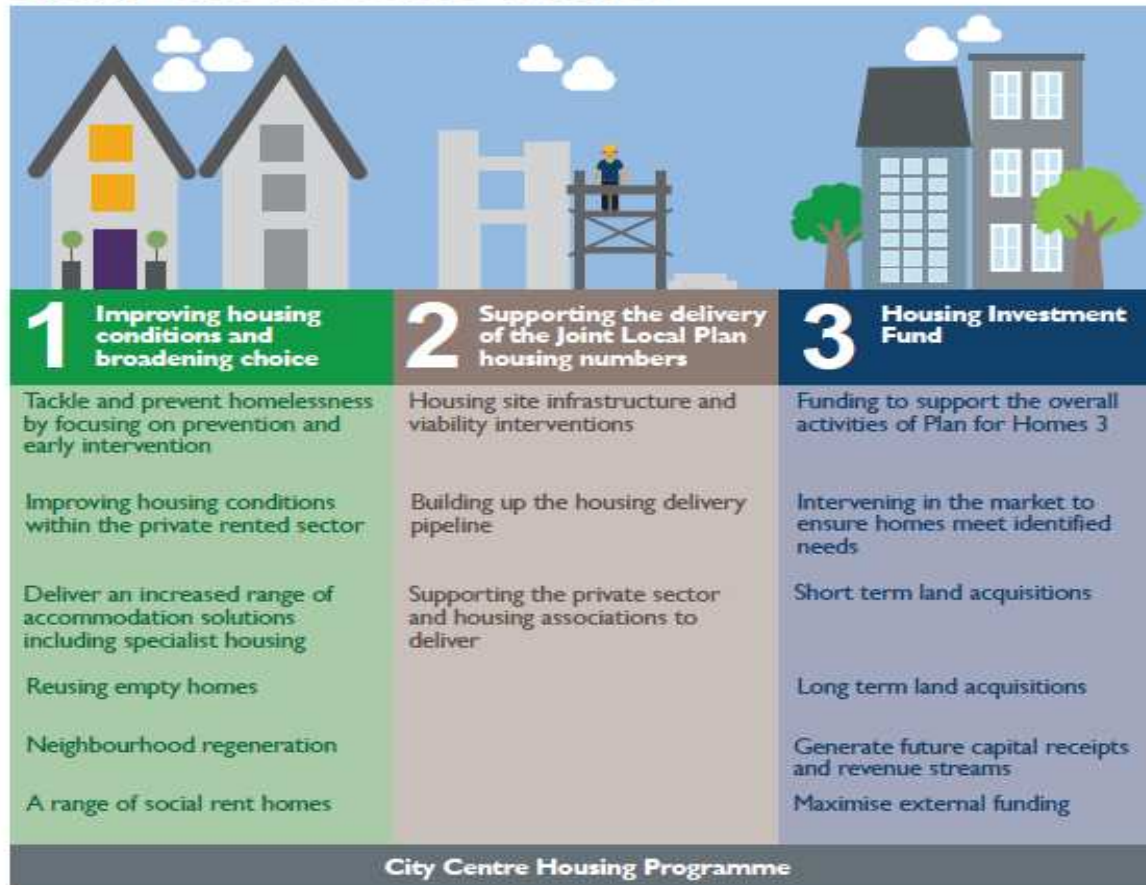 1
Improving housing
conditions and
broadening choice
Tackle and prevent homelessness
by focusing on prevention and
early intervention
Improving housing conditions
within the private rented sector
Deliver an increased range of
accommodation solutions
including specialist housing
Reusing empty homes
Neighbourhood regeneration
A range of social rent homes
2
Supporting the delivery
of the Joint Local Plan
housing numbers
Housing site infrastructure and
viability interventions
Building up the housing delivery
pipeline
Supporting the private sector
and housing associations to
deliver
3
Housing Investment
Fund
Funding to support the overall
activities of Plan for Homes 3
Intervening in the market to
ensure homes meet identified
needs
Short term land acquisitions
Long term land acquisitions
Generate future capital receipts
and revenue streams
Maximise external funding
City Centre Housing Programme